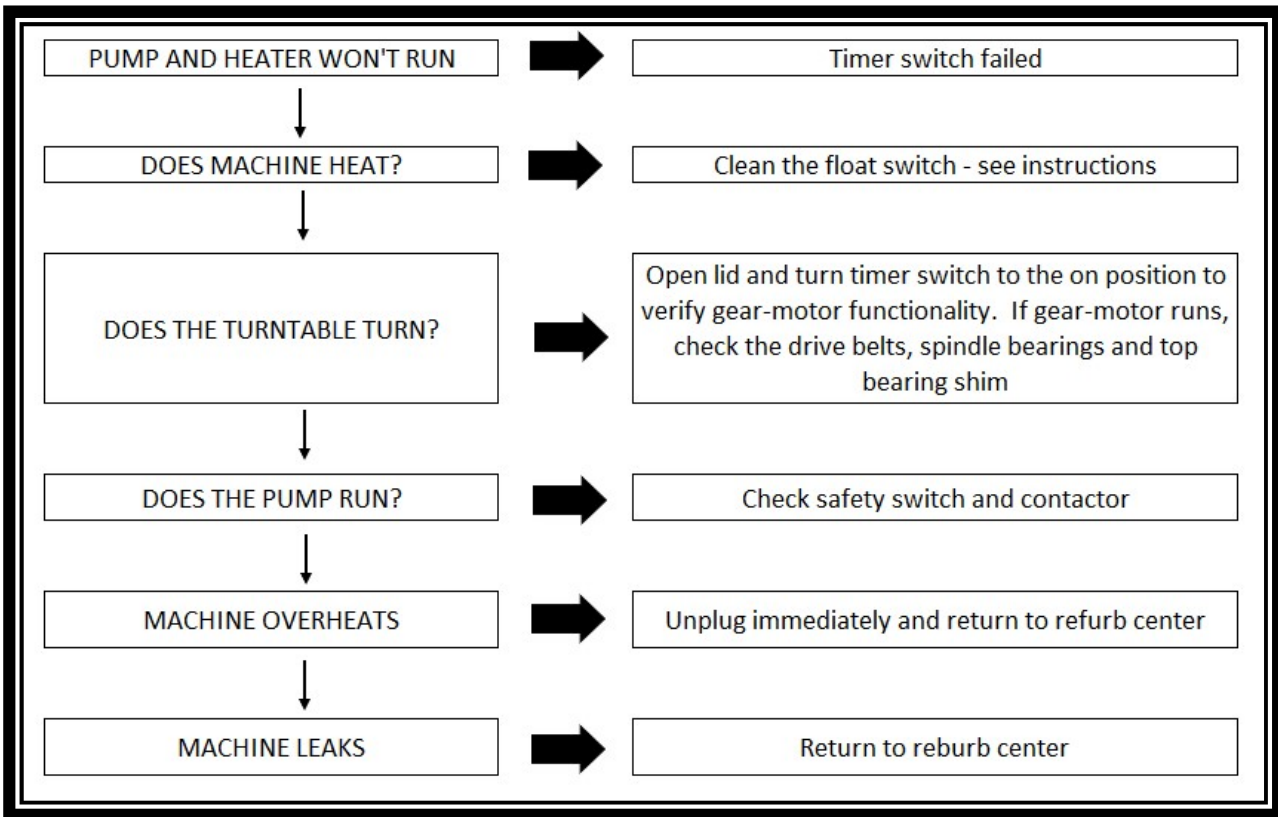 PUMP AND HEATER WON'T RUN
Timer switch failed
DOES MACHINE HEAT?
Clean the float switch - see instructions
DOES THE TURNTABLE TURN?
Open lid and turn timer switch to the on position to
verify gear-motor functionality.  If gear-motor runs,
check the drive belts, spindle bearings and top
bearing shim
DOES THE PUMP RUN?
Check safety switch and contactor
MACHINE OVERHEATS
Unplug immediately and return to refurb center
MACHINE LEAKS
Return to reburb center